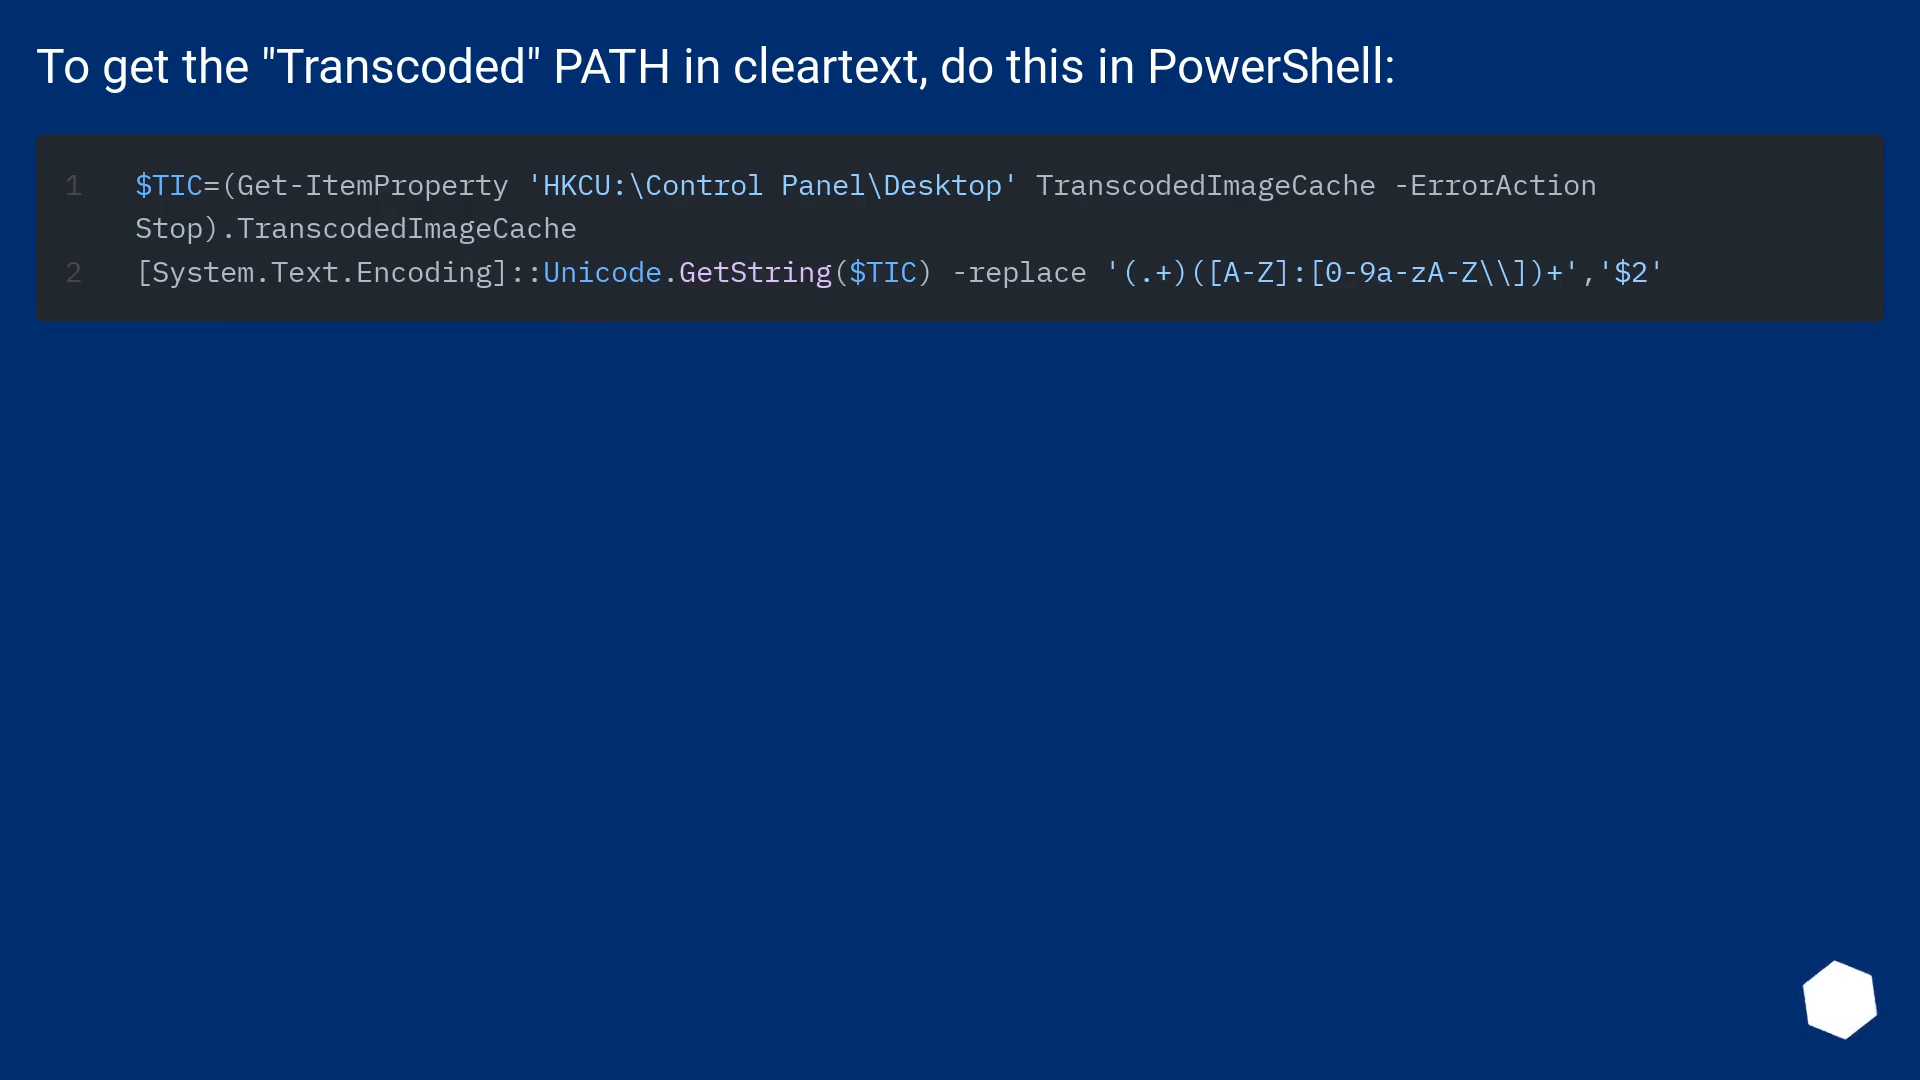 To get the "Transcoded" PATH in cleartext, do this in PowerShell:
1 $TIC=(Get-ItemProperty 'HKCU:\Control Panel\Desktop' TranscodedImageCache -ErrorAction
Stop).TranscodedImageCache
2 [System.Text.Encoding]::Unicode.GetString($TIC) -replace '(.+)([A-Z]:[0-9a-zA-Z\\])+','$2'